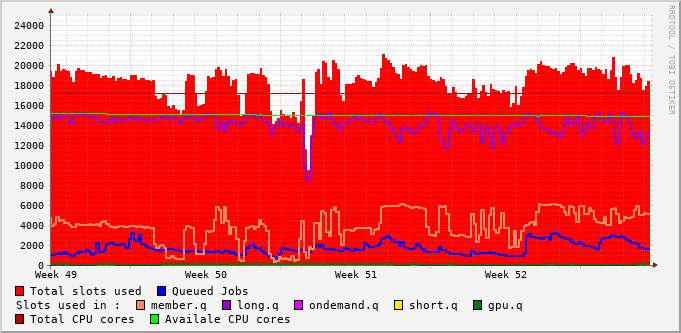 24000
22000
20000
18000
16000
14000
12000
10000
8000
6000
4000
2000
0
Week 49 Week 50 Week 51 Week 52
RRDTOOL / TOBI OETIKER
Total slots used Queued Jobs
Slots used in : member.q long.q ondemand.q short.q gpu.q
Total CPU cores Availale CPU cores